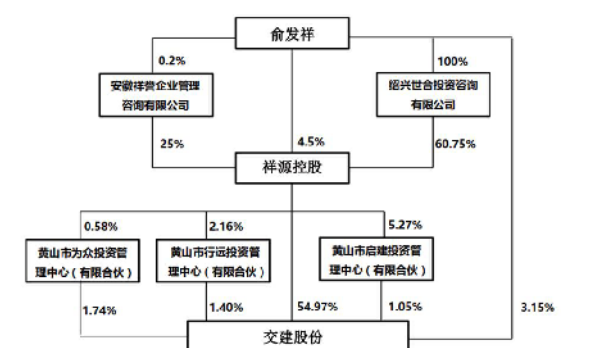 俞发祥
0.2%
100%
安徽祥誉企业管理
咨询有限公司
绍兴世合投资咨询
有限公司
25%
4.5%
60.75%
祥源控股
0.58%
2.16%
5.27%
黄山市为众投资管
理中心（有限合伙）
黄山市行远投资管
理中心（有限合伙）
黄山市启建投资管
理中心（有限合伙）
1.74%
1.40%
54.97%
1.05%
3.15%
交建股份